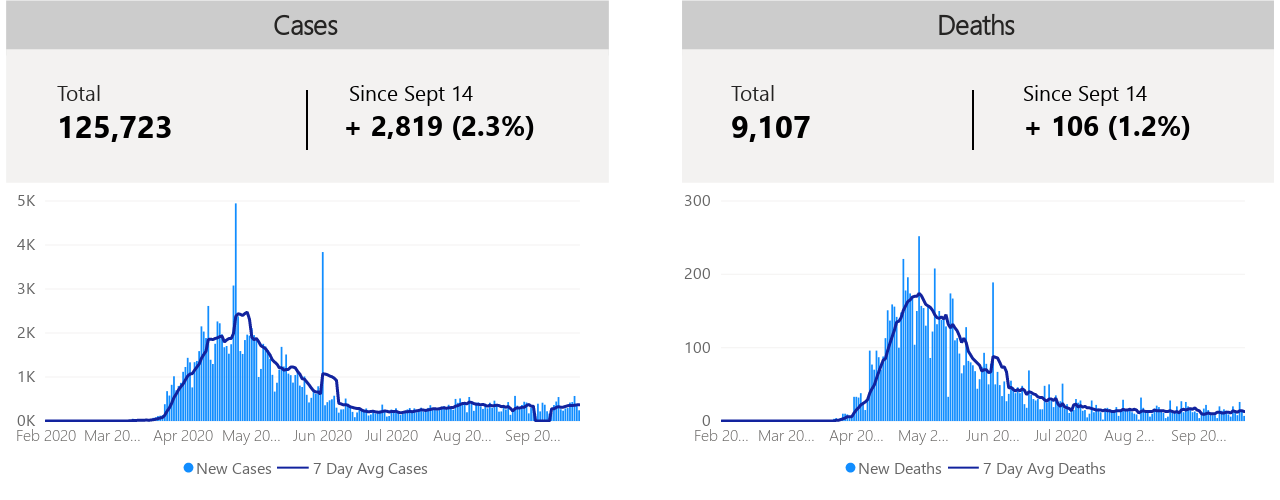 Cases
Total
125,723
Since Sept 14
+ 2,819 (2.3%)
5K
4K
3K
2K
1K
0K
Feb 2020 Mar 20... Apr 2020 May 20... Jun 2020 Jul 2020 Aug 20... Sep 20...
New Cases 7 Day Avg Cases
Deaths
Total
9,107
Since Sept 14
+ 106 (1.2%)
300
200
100
0
Feb 20... Mar 20... Apr 20... May 2... Jun 20... Jul 2020 Aug 2... Sep 20...
New Deaths 7 Day Avg Deaths